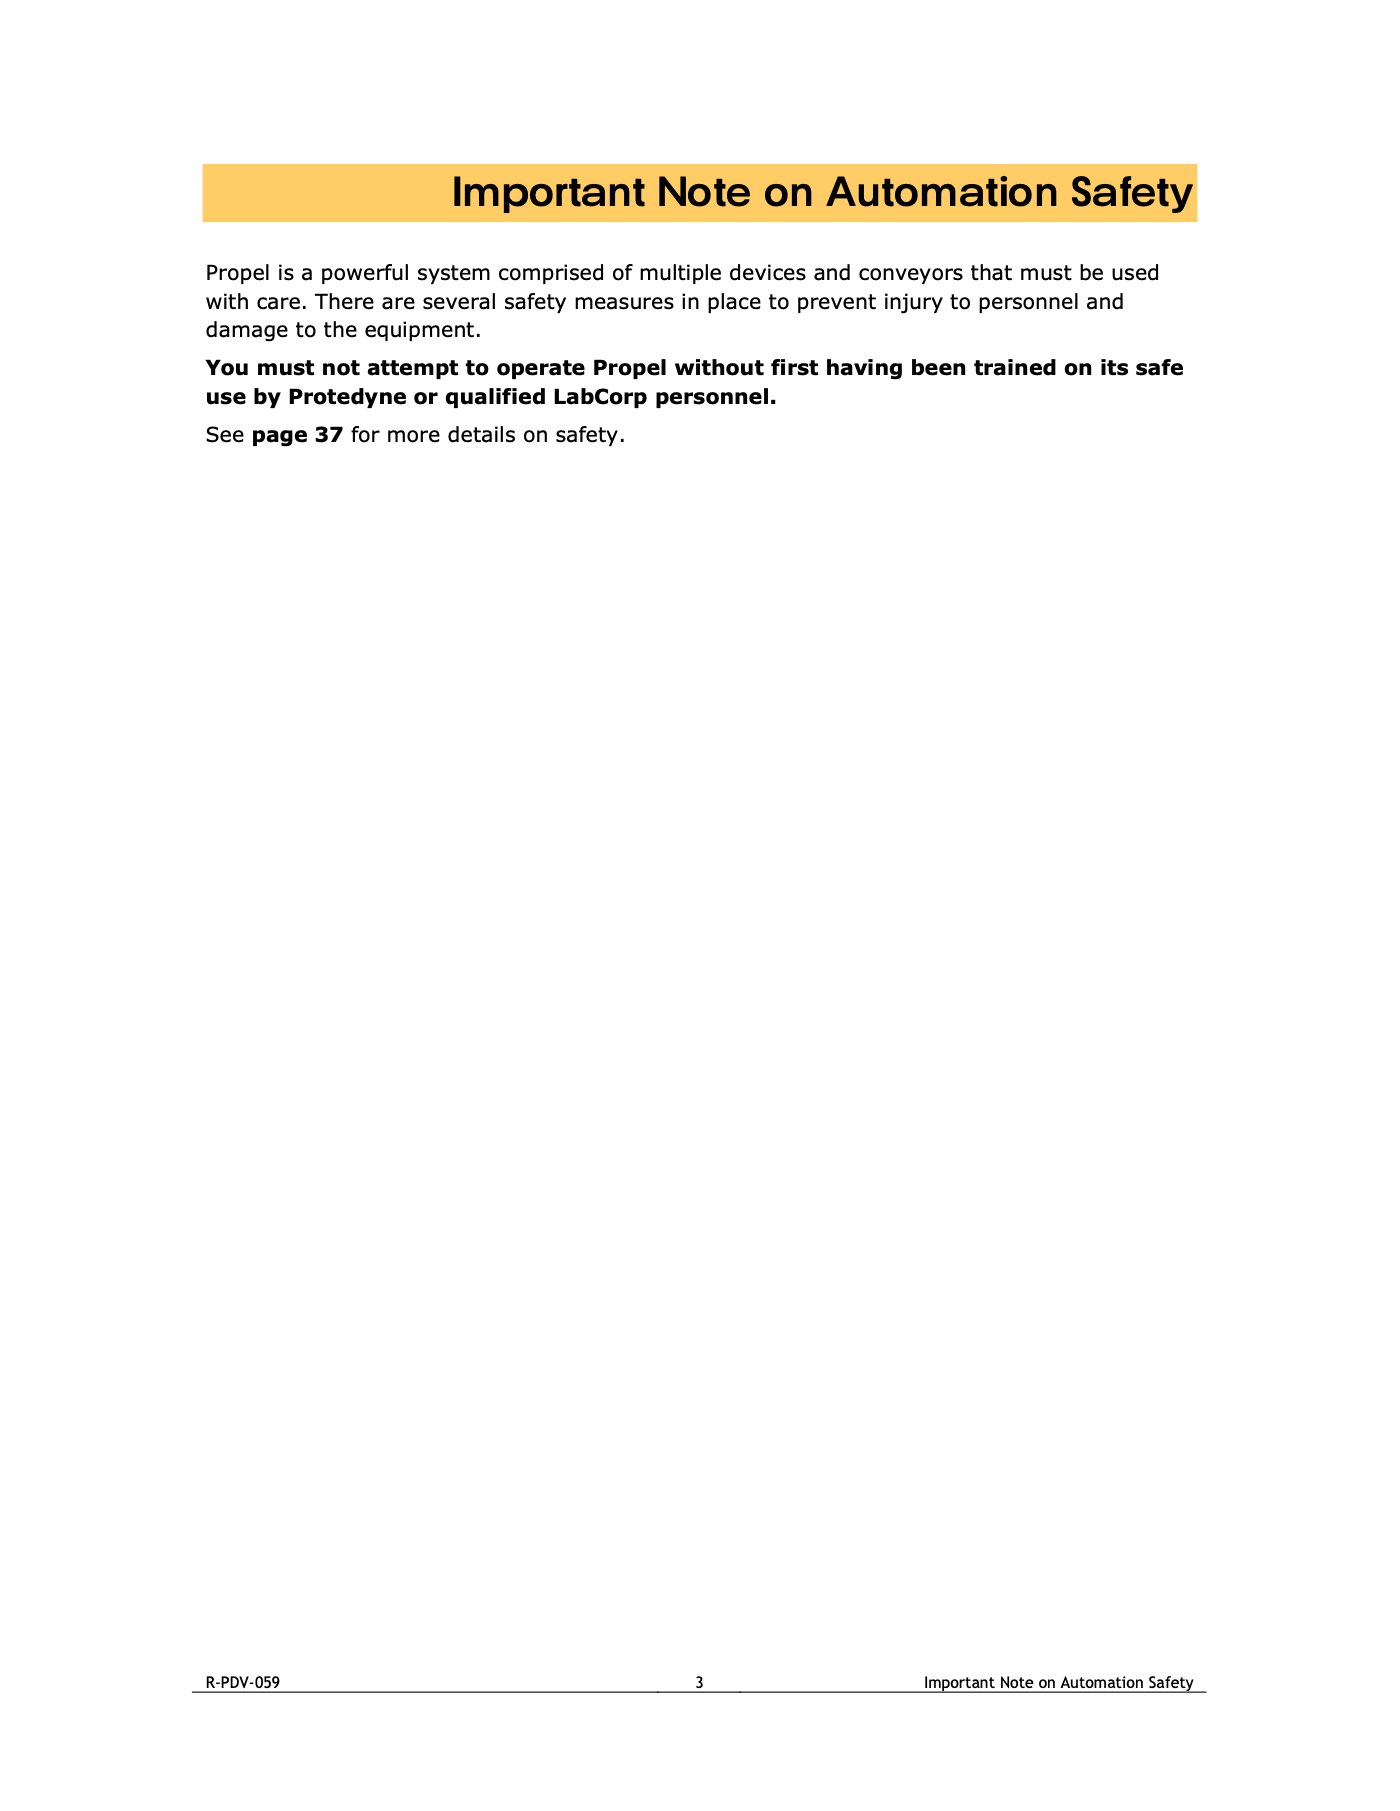 Important Note on Automation Safety
Propel is a powerful system comprised of multiple devices and conveyors that must be used
with care. There are several safety measures in place to prevent injury to personnel and
damage to the equipment.
You must not attempt to operate Propel without first having been trained on its safe
use by Protedyne or qualified LabCorp personnel.
See page 37 for more details on safety.
R-PDV-059 3 Important Note on Automation Safety